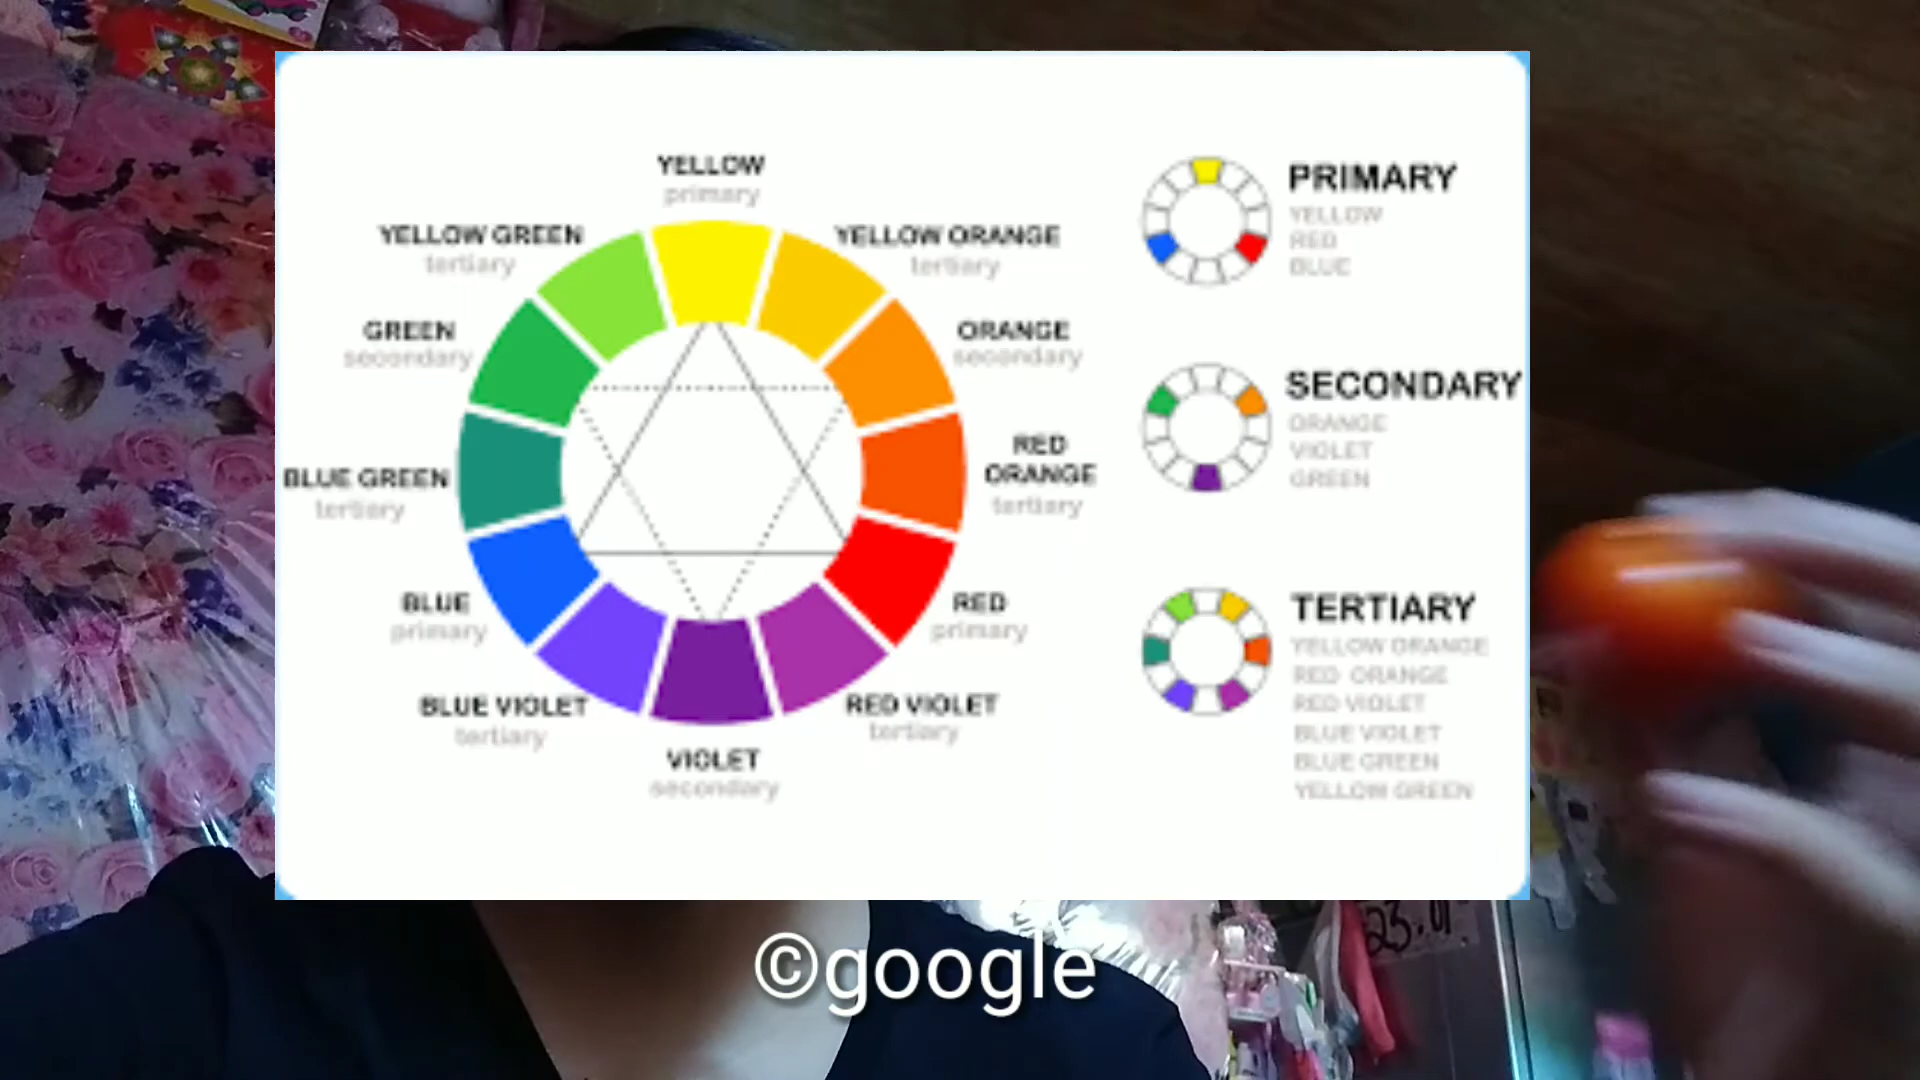 YELLOW
primary
YELLOW GREEN
tertiary
YELLOW ORANGE
tertiary
GREEN
secondary
ORANGE
secondary
BLUE GREEN
tertiary
RED
ORANGE
tertiary
BLUE
primary
RED
primary
BLUE VIOLET
tertiary
RED VIOLET
tertiary
VIOLET
secondary
PRIMARY
YELLOW
RED
BLUE
SECONDARY
ORANGE
VIOLET
GREEN
TERTIARY
YELLOW ORANGE
RED ORANGE
RED VIOLET
BLUE VIOLET
BLUE GREEN
YELLOW GREEN
©google